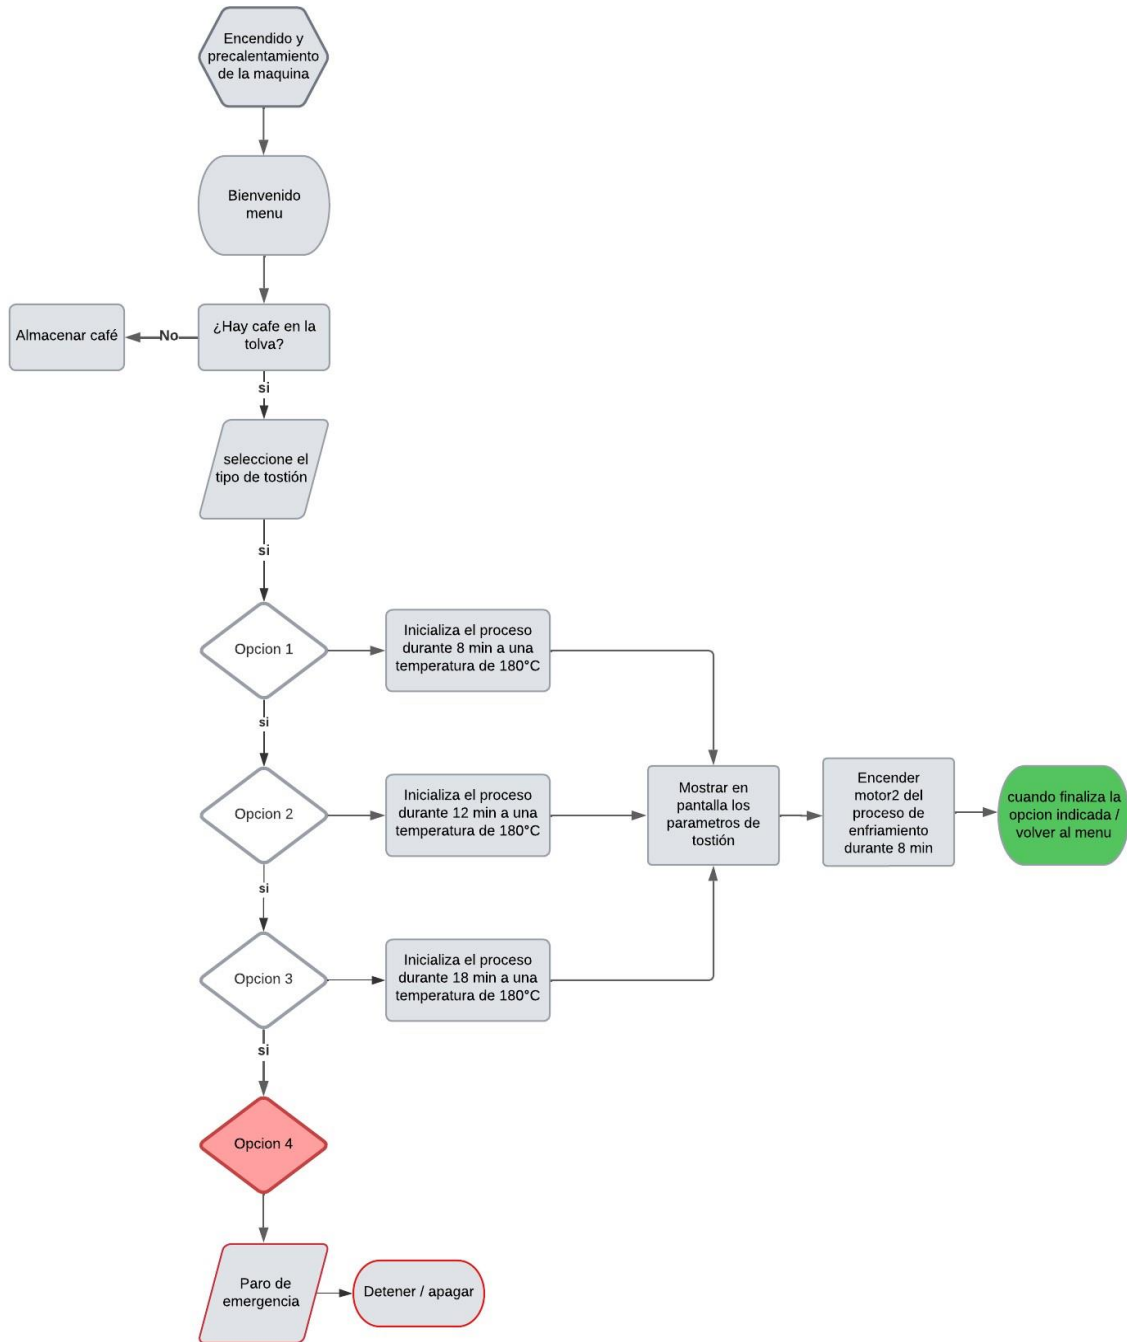 Encendido y
precalentamiento
de la maquina
Bienvenido
menu
¿Hay cafe en la
tolva?
No
Almacenar café
si
seleccione el
tipo de tostión
si
Opcion 1
Inicializa el proceso
durante 8 min a una
temperatura de 180°C
si
Opcion 2
Inicializa el proceso
durante 12 min a una
temperatura de 180°C
Mostrar en
pantalla los
parametros de
tostión
Encender
motor2 del
proceso de
enfriamiento
durante 8 min
cuando finaliza la
opcion indicada /
volver al menu
si
Opcion 3
Inicializa el proceso
durante 18 min a una
temperatura de 180°C
si
Opcion 4
Paro de
emergencia
Detener / apagar